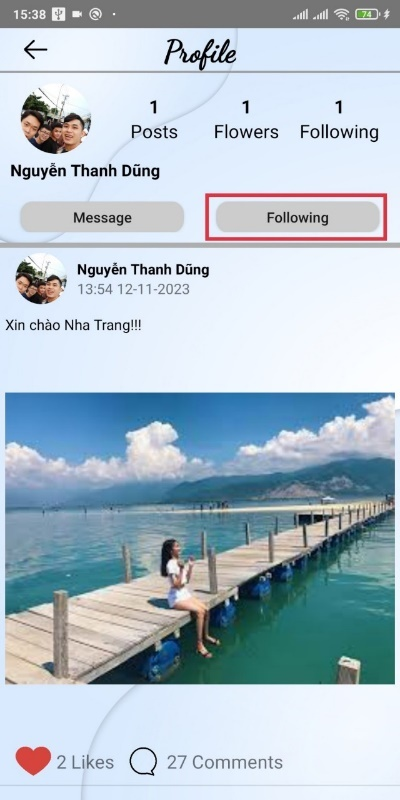 15:38
74
Profile
1 1 1
Posts Flowers Following
Nguyễn Thanh Dũng
Message Following
Nguyễn Thanh Dũng
13:54 12-11-2023
Xin chào Nha Trang!!!
2 Likes 27 Comments